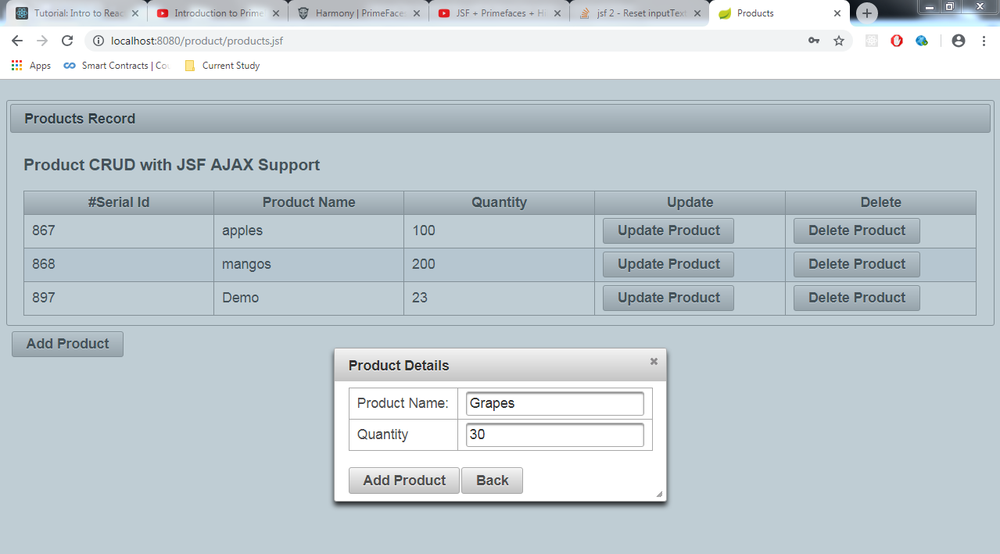 Tutorial: Intro to Reac
Introduction to Prime
Harmony | PrimeFace
JSF + Primefaces + Hi
jsf 2 - Reset inputText
Products
localhost:8080/product/products.jsf
Apps
Smart Contracts | Cou
Current Study
Products Record
Product CRUD with JSF AJAX Support
#Serial Id Product Name Quantity Update Delete
867 apples 100 Update Product Delete Product
868 mangos 200 Update Product Delete Product
897 Demo 23 Update Product Delete Product
Add Product
Product Details
Product Name: Grapes
Quantity 30
Add Product Back